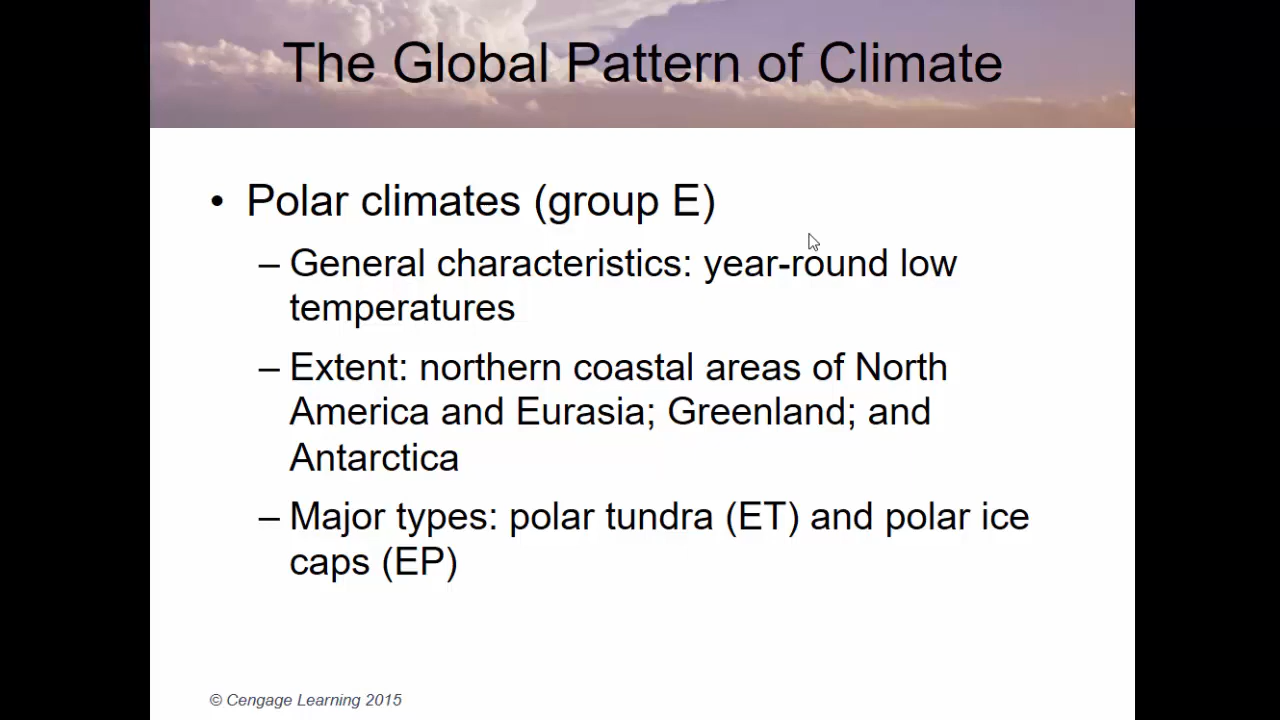 The Global Pattern of Climate
• Polar climates (group E)
– General characteristics: year-round low
temperatures
– Extent: northern coastal areas of North
America and Eurasia; Greenland; and
Antarctica
– Major types: polar tundra (ET) and polar ice
caps (EP)
© Cengage Learning 2015